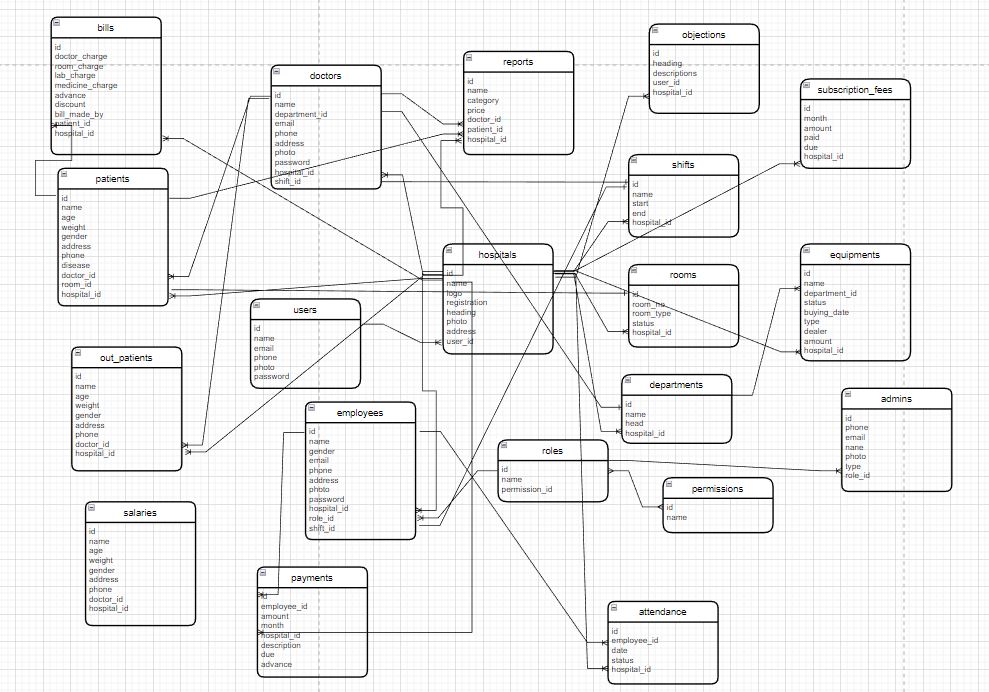 bills
id
doctor_charge
room_charge
lab_charge
medicine_charge
advance
discount
bill_made_by
patient_id
hospital_id
doctors
id
name
department_id
email
phone
address
photo
password
hospital_id
shift_id
reports
id
name
category
price
doctor_id
patient_id
hospital_id
objections
id
heading
descriptions
user_id
hospital_id
subscription_fees
id
month
amount
paid
due
hospital_id
patients
id
name
age
weight
gender
address
phone
disease
doctor_id
room_id
hospital_id
shifts
id
name
start
end
hospital_id
hospitals
id
name
logo
registration
heading
photo
address
user_id
rooms
id
room_no
room_type
status
hospital_id
equipments
id
name
department_id
status
buying_date
type
dealer
amount
hospital_id
users
id
name
email
phone
photo
password
out_patients
id
name
age
weight
gender
address
phone
doctor_id
hospital_id
departments
id
name
head
hospital_id
admins
id
phone
email
nane
photo
type
role_id
employees
id
name
gender
email
phone
address
photo
password
hospital_id
role_id
shift_id
roles
id
name
permission_id
permissions
id
name
salaries
id
name
age
weight
gender
address
phone
doctor_id
hospital_id
payments
id
employee_id
amount
month
hospital_id
description
due
advance
attendance
id
employee_id
date
status
hospital_id